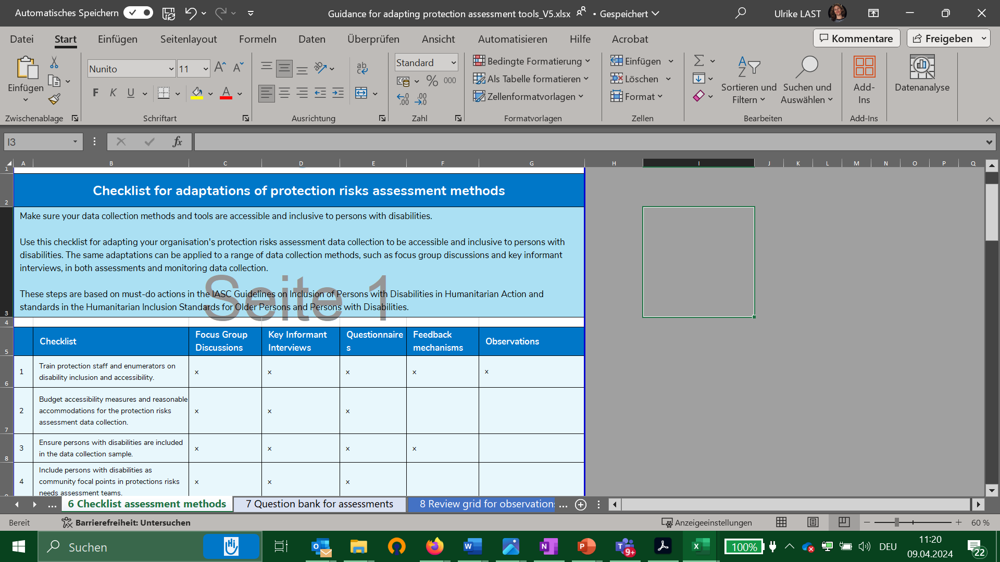 Automatisches Speichern
Guidance for adapting protection assessment tools_V5.xlsx
• Gespeichert
Ulrike LAST
Datei
Start
Einfügen
Seitenlayout
Formeln
Daten
Überprüfen
Ansicht
Automatisieren
Hilfe
Acrobat
Kommentare
Freigeben
Einfügen
Zwischenablage
Nunito
11
F K U
A
Schriftart
ab
Ausrichtung
Standard
% 000
Zahl
Bedingte Formatierung
Als Tabelle formatieren
Zellenformatvorlagen
Formatvorlagen
Einfügen
Löschen
Format
Zellen
Sortieren und
Filtern
Suchen und
Auswählen
Bearbeiten
Add-
Ins
Add-Ins
Datenanalyse
I3
fx
A B C D E F G H I J K L M N O P Q
1
2
Checklist for adaptations of protection risks assessment methods
Make sure your data collection methods and tools are accessible and inclusive to persons with disabilities.
Use this checklist for adapting your organisation's protection risks assessment data collection to be accessible and inclusive to persons with
disabilities. The same adaptations can be applied to a range of data collection methods, such as focus group discussions and key informant
interviews, in both assessments and monitoring data collection.
Seite 1
These steps are based on must-do actions in the IASC Guidelines on Inclusion of Persons with Disabilities in Humanitarian Action and
standards in the Humanitarian Inclusion Standards for Older Persons and Persons with Disabilities.
3
4
5
Checklist
Focus Group
Discussions
Key Informant
Interviews
Questionnaire
s
Feedback
mechanisms
Observations
6
1
Train protection staff and enumerators on
disability inclusion and accessibility.
x x x x x
7
2
Budget accessibility measures and reasonable
accommodations for the protection risks
assessment data collection.
x x x
8
3
Ensure persons with disabilities are included
in the data collection sample.
x x x x
4
Include persons with disabilities as
community focal points in protections risks
needs assessment teams.
x x x
...
6 Checklist assessment methods
7 Question bank for assessments
8 Review grid for observation
...
Bereit
Barrierefreiheit: Untersuchen
Anzeigeeinstellungen
60 %
Suchen
Hi
9+
100%
DEU
11:20
09.04.2024
22